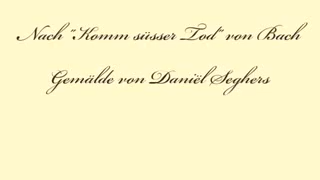 Nach "Komm süsser Tod" von Bach
Gemälde von Daniël Seghers